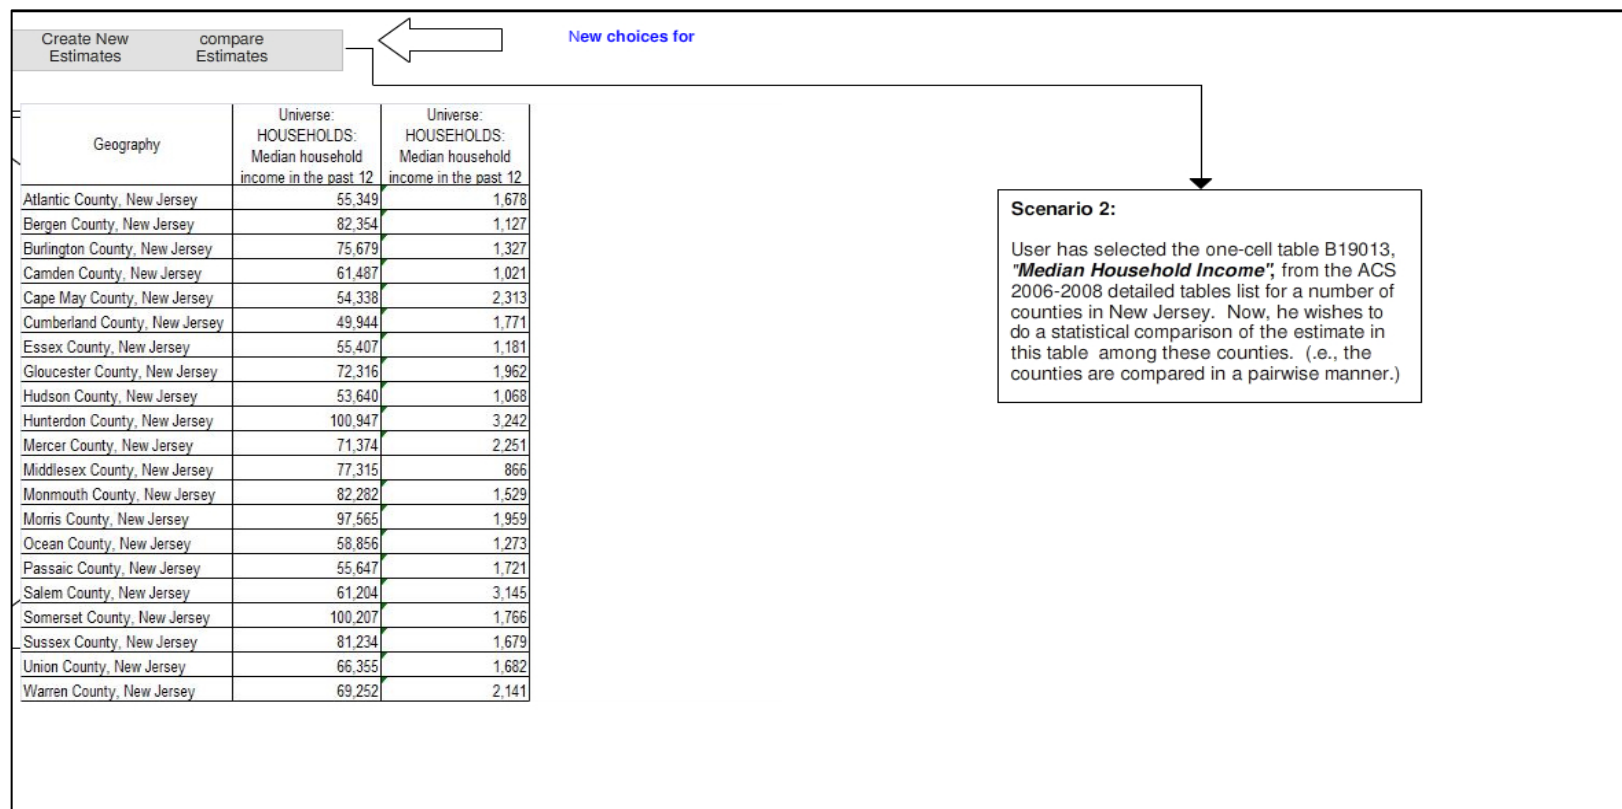 Create New compare
Estimates Estimates
New choices for
Universe: Universe:
HOUSEHOLDS: HOUSEHOLDS:
Geography Median household Median household
income in the past 12 income in the past 12
Atlantic County, New Jersey 55,349 1,678
Bergen County, New Jersey 82,354 1,127
Burlington County, New Jersey 75,679 1,327
Camden County, New Jersey 61,487 1,021
Cape May County, New Jersey 54,338 2,313
Cumberland County, New Jersey 49,944 1,771
Essex County, New Jersey 55,407 1,181
Gloucester County, New Jersey 72,316 1,962
Hudson County, New Jersey 53,640 1,068
Hunterdon County, New Jersey 100,947 3,242
Mercer County, New Jersey 71,374 2,251
Middlesex County, New Jersey 77,315 866
Monmouth County, New Jersey 82,282 1,529
Morris County, New Jersey 97,565 1,959
Ocean County, New Jersey 58,856 1,273
Passaic County, New Jersey 55,647 1,721
Salem County, New Jersey 61,204 3,145
Somerset County, New Jersey 100,207 1,766
Sussex County, New Jersey 81,234 1,679
Union County, New Jersey 66,355 1,682
Warren County, New Jersey 69,252 2,141
Scenario 2:
User has selected the one-cell table B19013,
"Median Household Income", from the ACS
2006-2008 detailed tables list for a number of
counties in New Jersey. Now, he wishes to
do a statistical comparison of the estimate in
this table among these counties. (.e., the
counties are compared in a pairwise manner.)